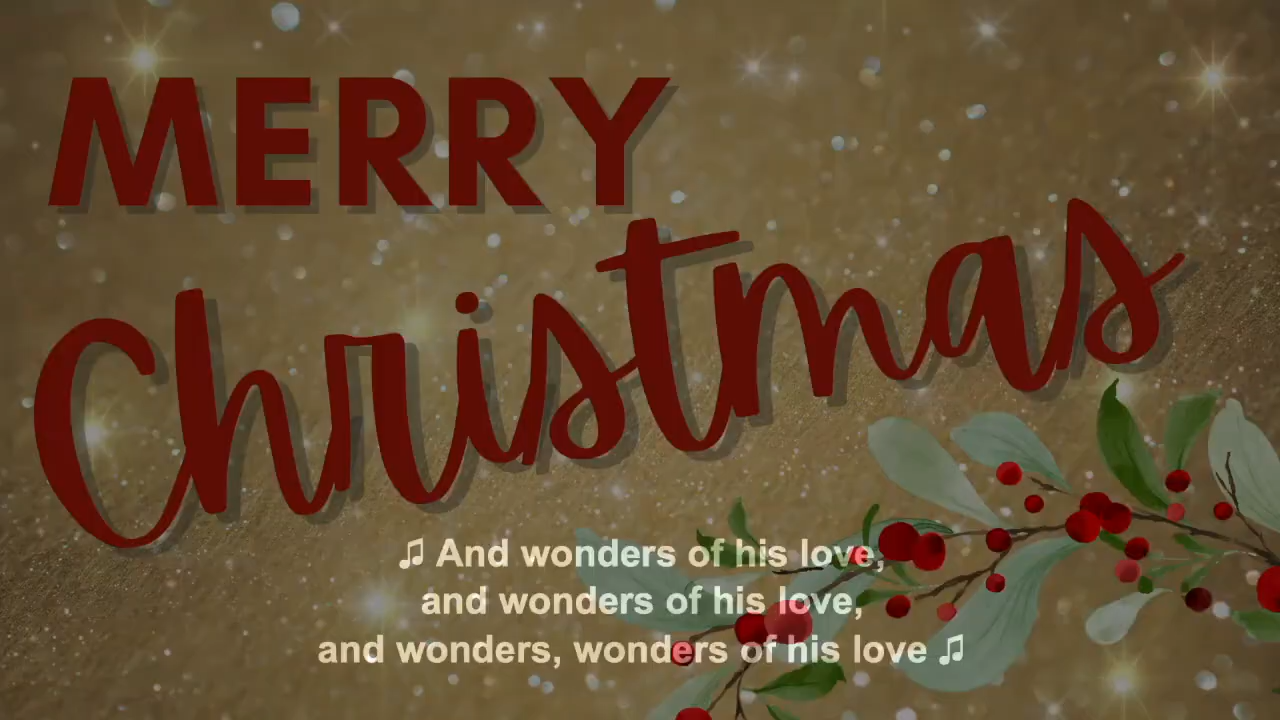 MERRY
Christmas
♫ And wonders of his love,
and wonders of his love,
and wonders, wonders of his love ♫